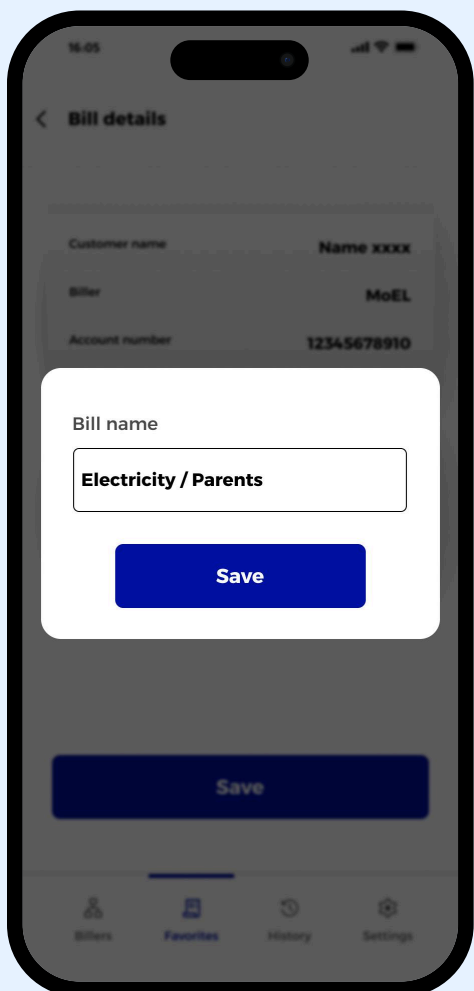 16:05
Bill details
Customer name Name xxxx
Biller MoEL
Account number 12345678910
Bill name
Electricity / Parents
Save
Save
Billers Favorites History Settings